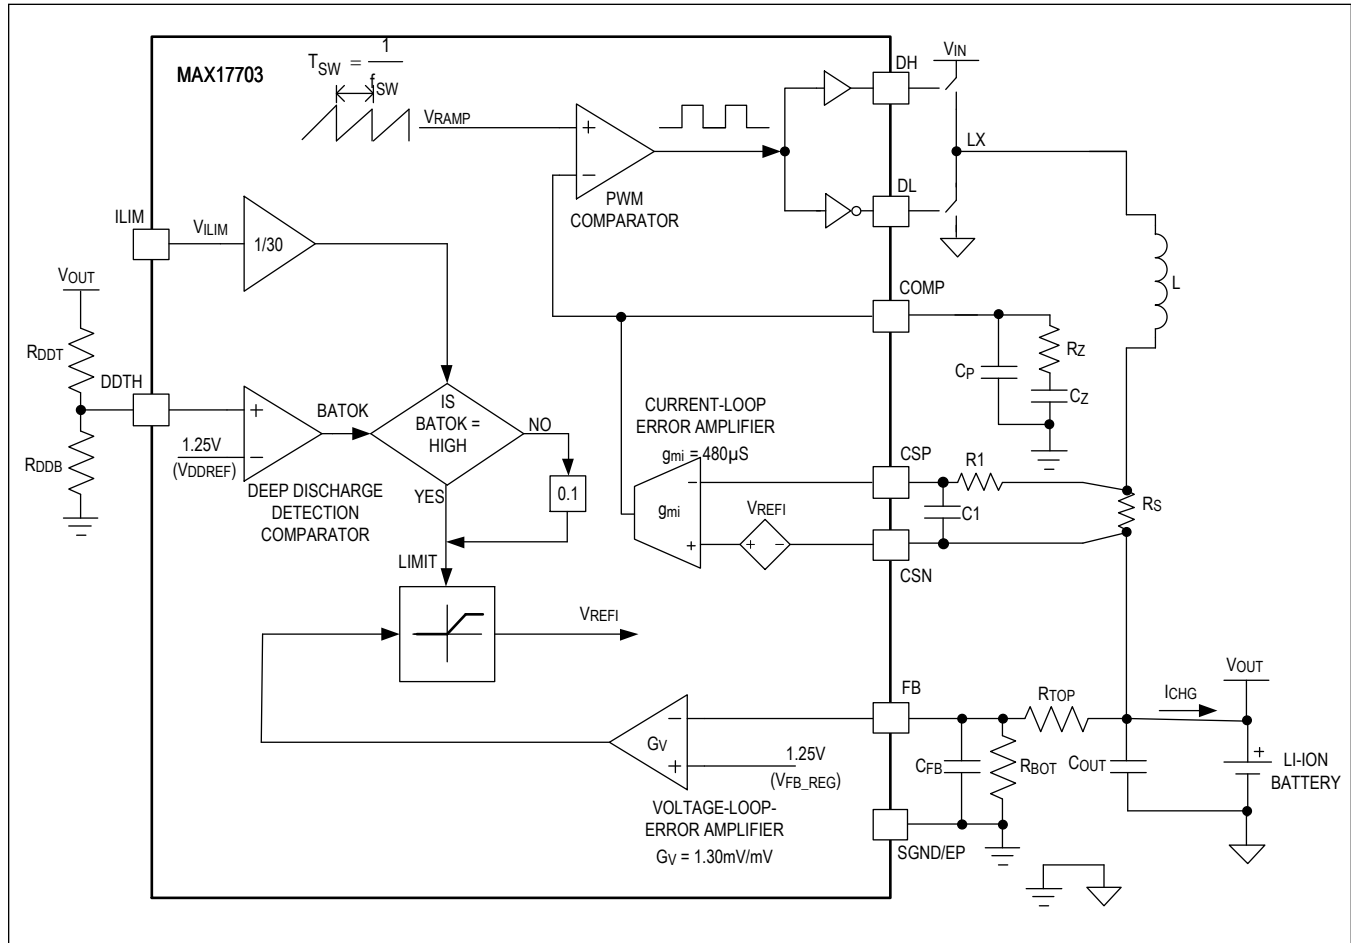 MAX17703
TSW = 1
fSW
VRAMP
+
−
PWM
COMPARATOR
DH
VIN
LX
DL
ILIM
VILIM
1/30
VOUT
RDDT
DDTH
RDDB
1.25V
(VDDREF)
+
−
BATOK
DEEP DISCHARGE
DETECTION
COMPARATOR
IS
BATOK =
HIGH
NO
YES
0.1
LIMIT
VREFI
COMP
CP
RZ
CZ
L
CURRENT-LOOP
ERROR AMPLIFIER
gmi = 480µS
−
gmi
+
VREFI
+ −
CSP
R1
C1
RS
CSN
FB
RTOP
ICHG
VOUT
−
GV
+
1.25V
(VFB_REG)
CFB
RBOT
COUT
+
LI-ION
BATTERY
VOLTAGE-LOOP-
ERROR AMPLIFIER
GV = 1.30mV/mV
SGND/EP